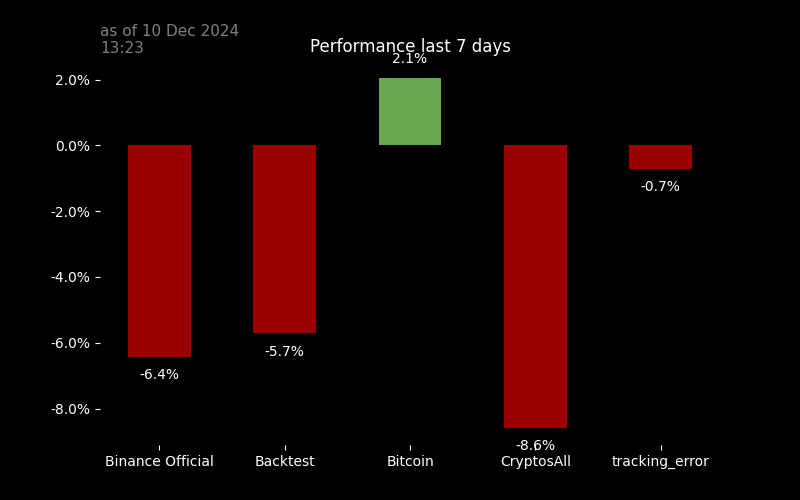 as of 10 Dec 2024
13:23
Performance last 7 days
2.1%
2.0%
0.0%
-0.7%
-2.0%
-4.0%
-5.7%
-6.0%
-6.4%
-8.0%
-8.6%
Binance Official
Backtest
Bitcoin
CryptosAll
tracking_error